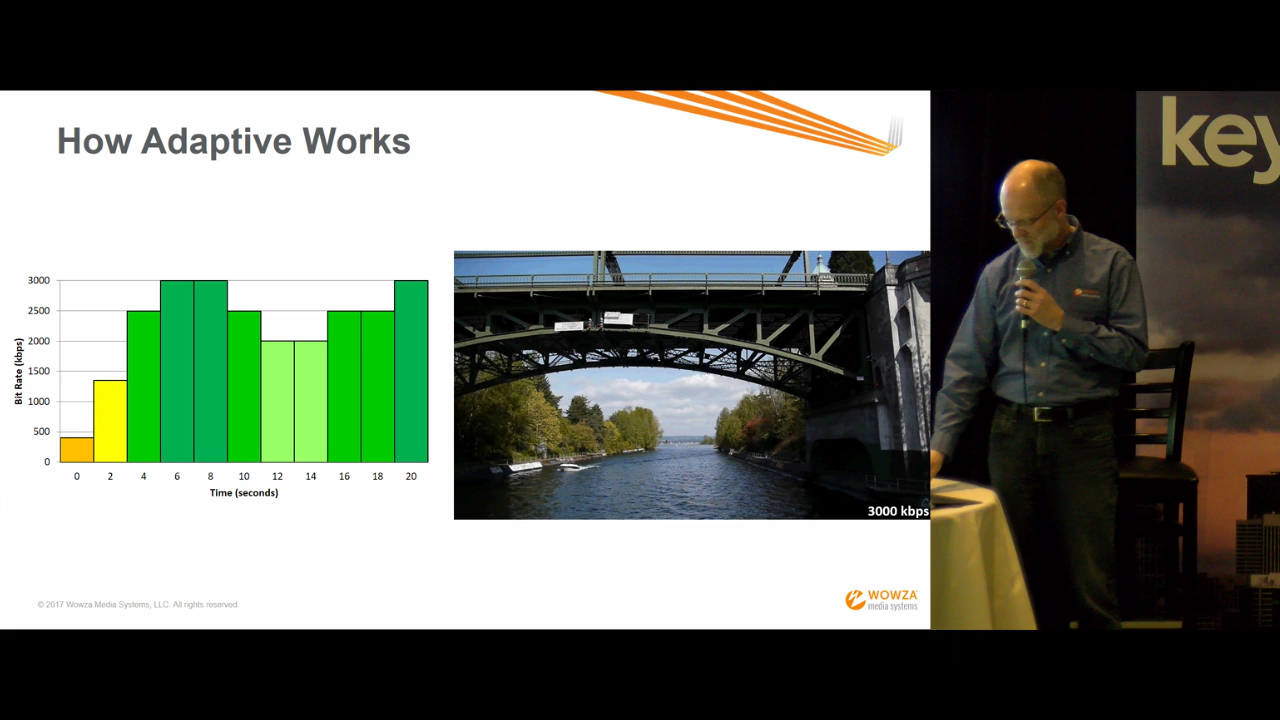 How Adaptive Works
key
Bit Rate (kbps)
3000
2500
2000
1500
1000
500
0
0 2 4 6 8 10 12 14 16 18 20
Time (seconds)
3000 kbps
© 2017 Wowza Media Systems, LLC. All rights reserved.
WOWZA
media systems